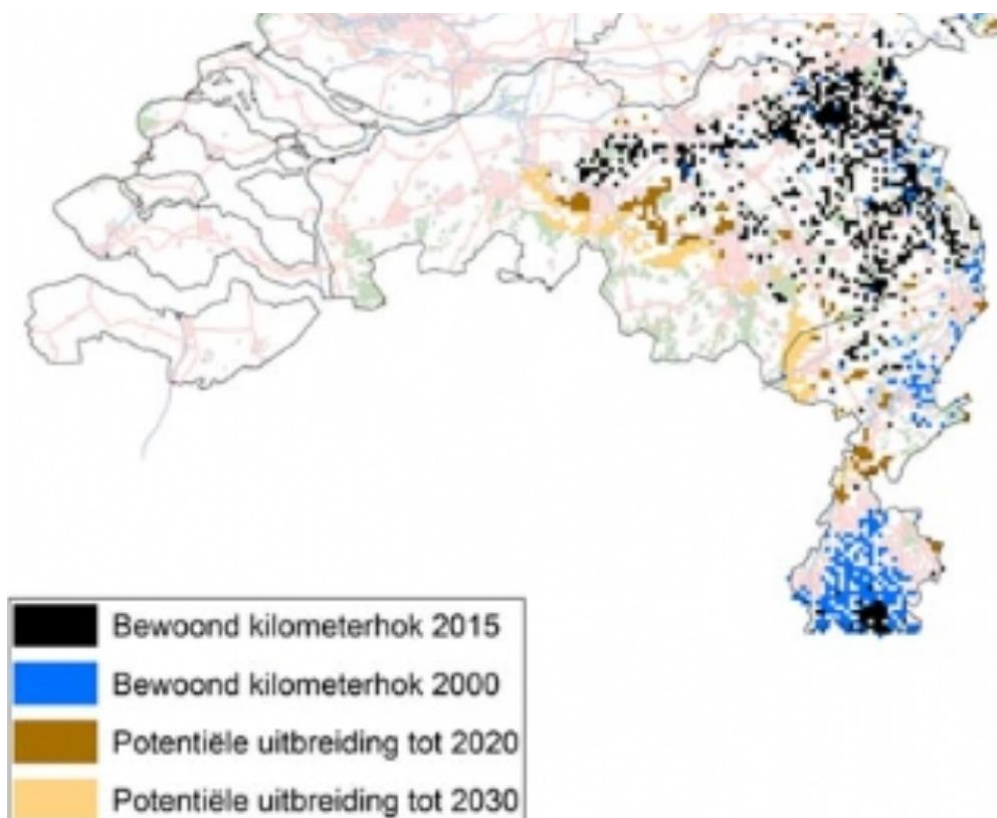 Bewoond kilometerhok 2015
Bewoond kilometerhok 2000
Potentiële uitbreiding tot 2020
Potentiële uitbreiding tot 2030